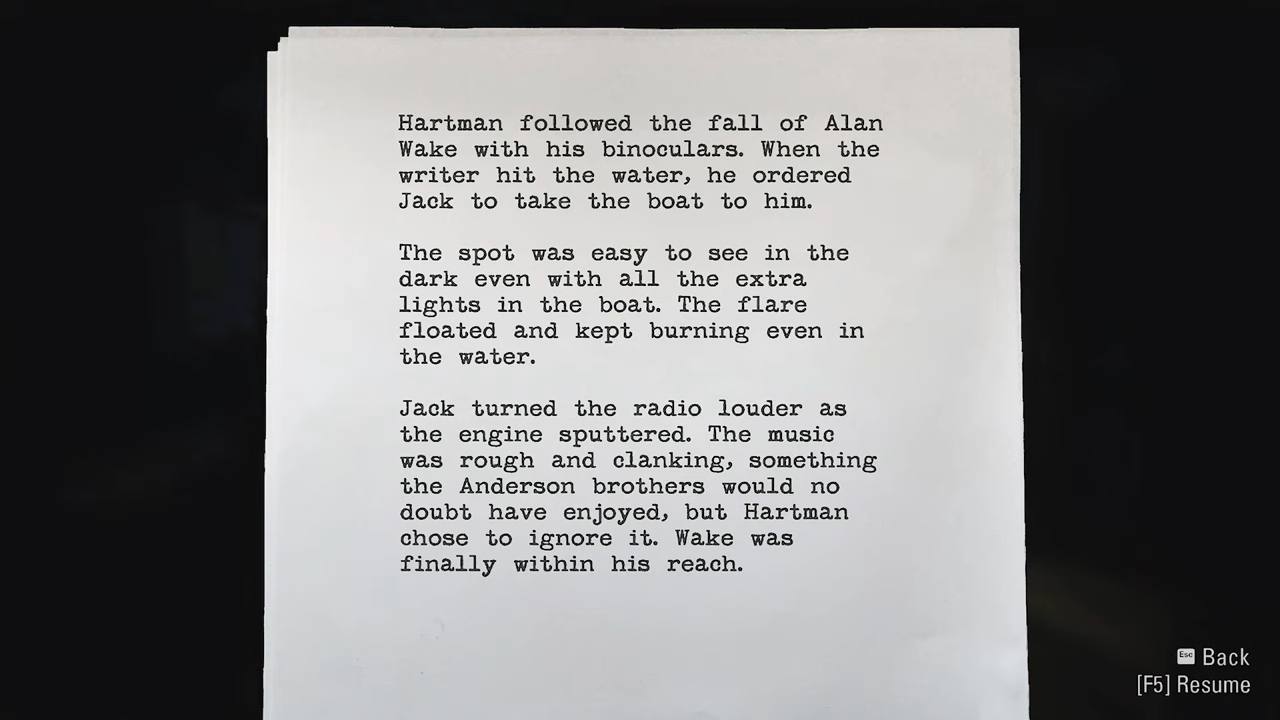 Hartman followed the fall of Alan
Wake with his binoculars. When the
writer hit the water, he ordered
Jack to take the boat to him.
The spot was easy to see in the
dark even with all the extra
lights in the boat. The flare
floated and kept burning even in
the water.
Jack turned the radio louder as
the engine sputtered. The music
was rough and clanking, something
the Anderson brothers would no
doubt have enjoyed, but Hartman
chose to ignore it. Wake was
finally within his reach.
Esc Back
[F5] Resume